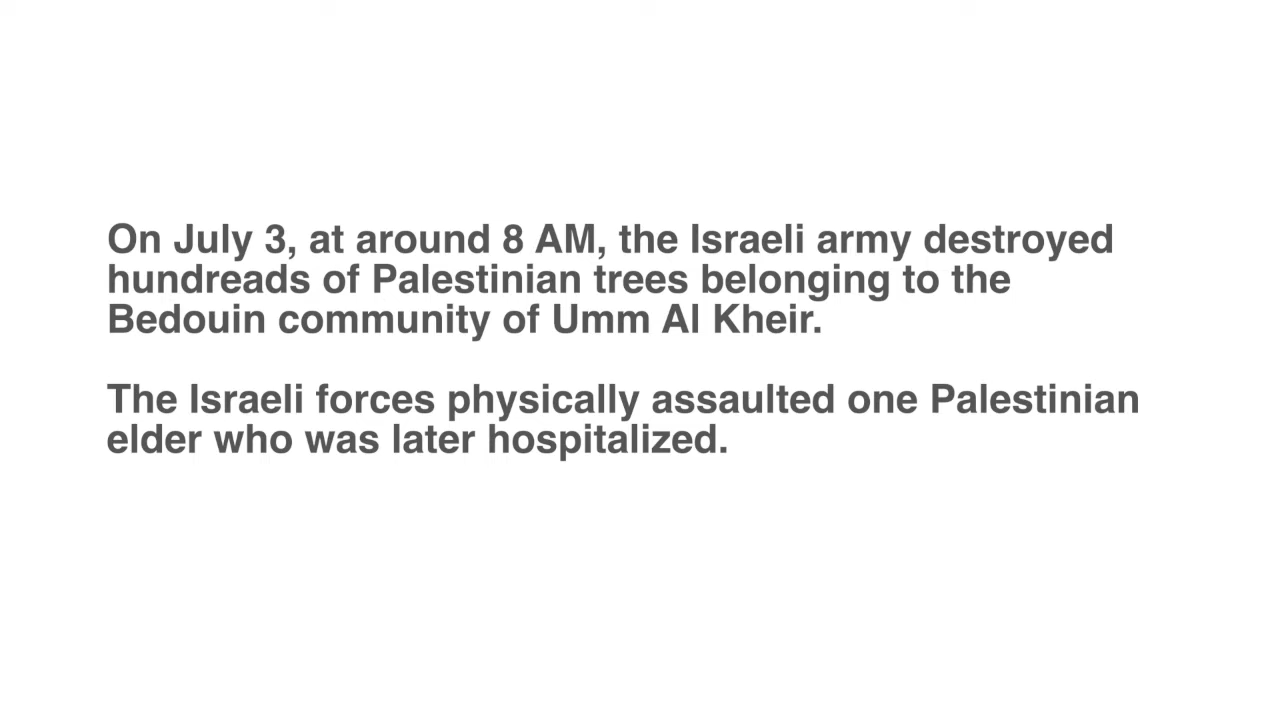 On July 3, at around 8 AM, the Israeli army destroyed
hundreads of Palestinian trees belonging to the
Bedouin community of Umm Al Kheir.
The Israeli forces physically assaulted one Palestinian
elder who was later hospitalized.